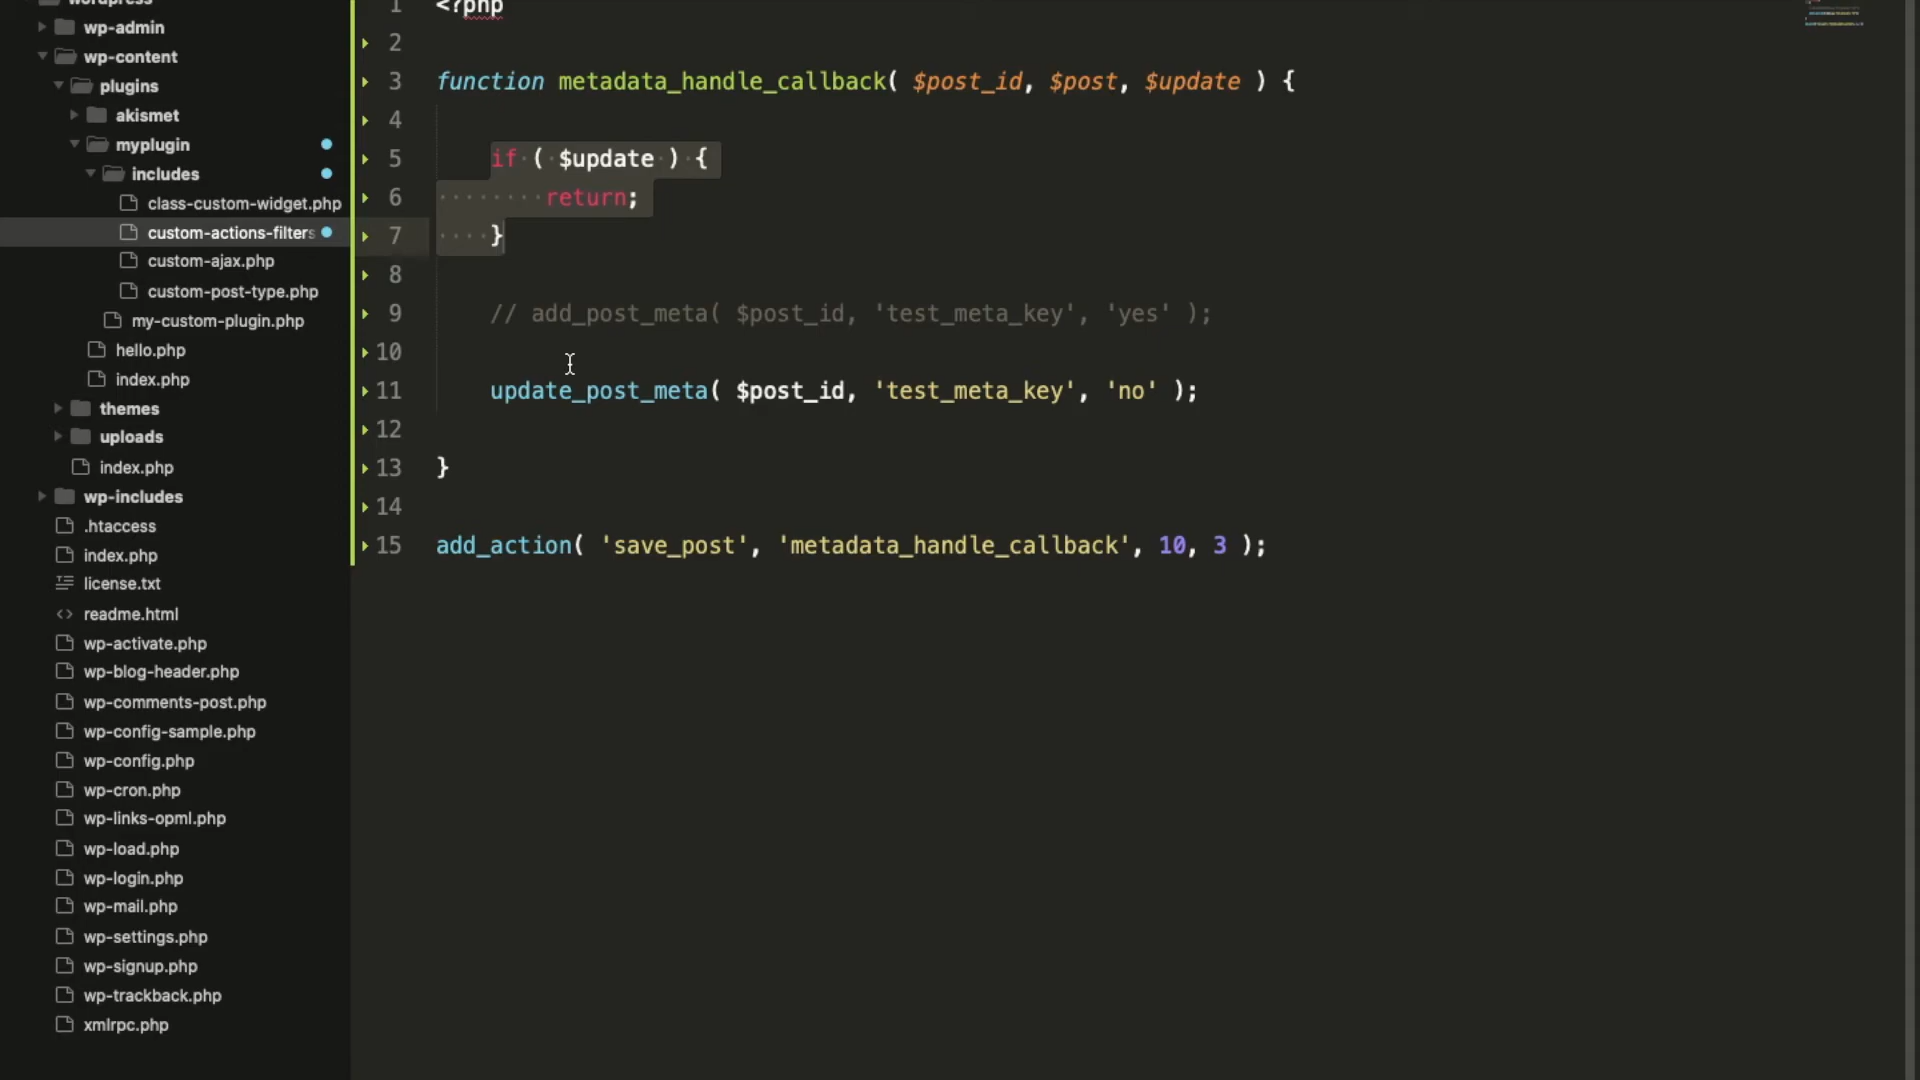 wordpress
wp-admin
wp-content
plugins
akismet
myplugin
includes
class-custom-widget.php
custom-actions-filters
custom-ajax.php
custom-post-type.php
my-custom-plugin.php
hello.php
index.php
themes
uploads
index.php
wp-includes
.htaccess
index.php
license.txt
readme.html
wp-activate.php
wp-blog-header.php
wp-comments-post.php
wp-config-sample.php
wp-config.php
wp-cron.php
wp-links-opml.php
wp-load.php
wp-login.php
wp-mail.php
wp-settings.php
wp-signup.php
wp-trackback.php
xmlrpc.php
1 <?php
2
3 function metadata_handle_callback( $post_id, $post, $update ) {
4
5 if ( $update ) {
6 return;
7 }
8
9 // add_post_meta( $post_id, 'test_meta_key', 'yes' );
10
11 update_post_meta( $post_id, 'test_meta_key', 'no' );
12
13 }
14
15 add_action( 'save_post', 'metadata_handle_callback', 10, 3 );